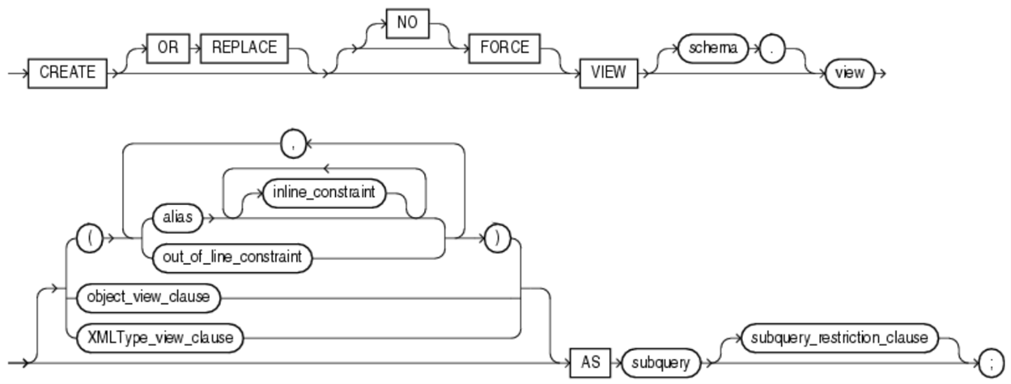 NO
OR REPLACE FORCE schema .
CREATE VIEW view
,
inline_constraint
alias
( )
out_of_line_constraint
object_view_clause
XMLType_view_clause subquery_restriction_clause
AS subquery ;